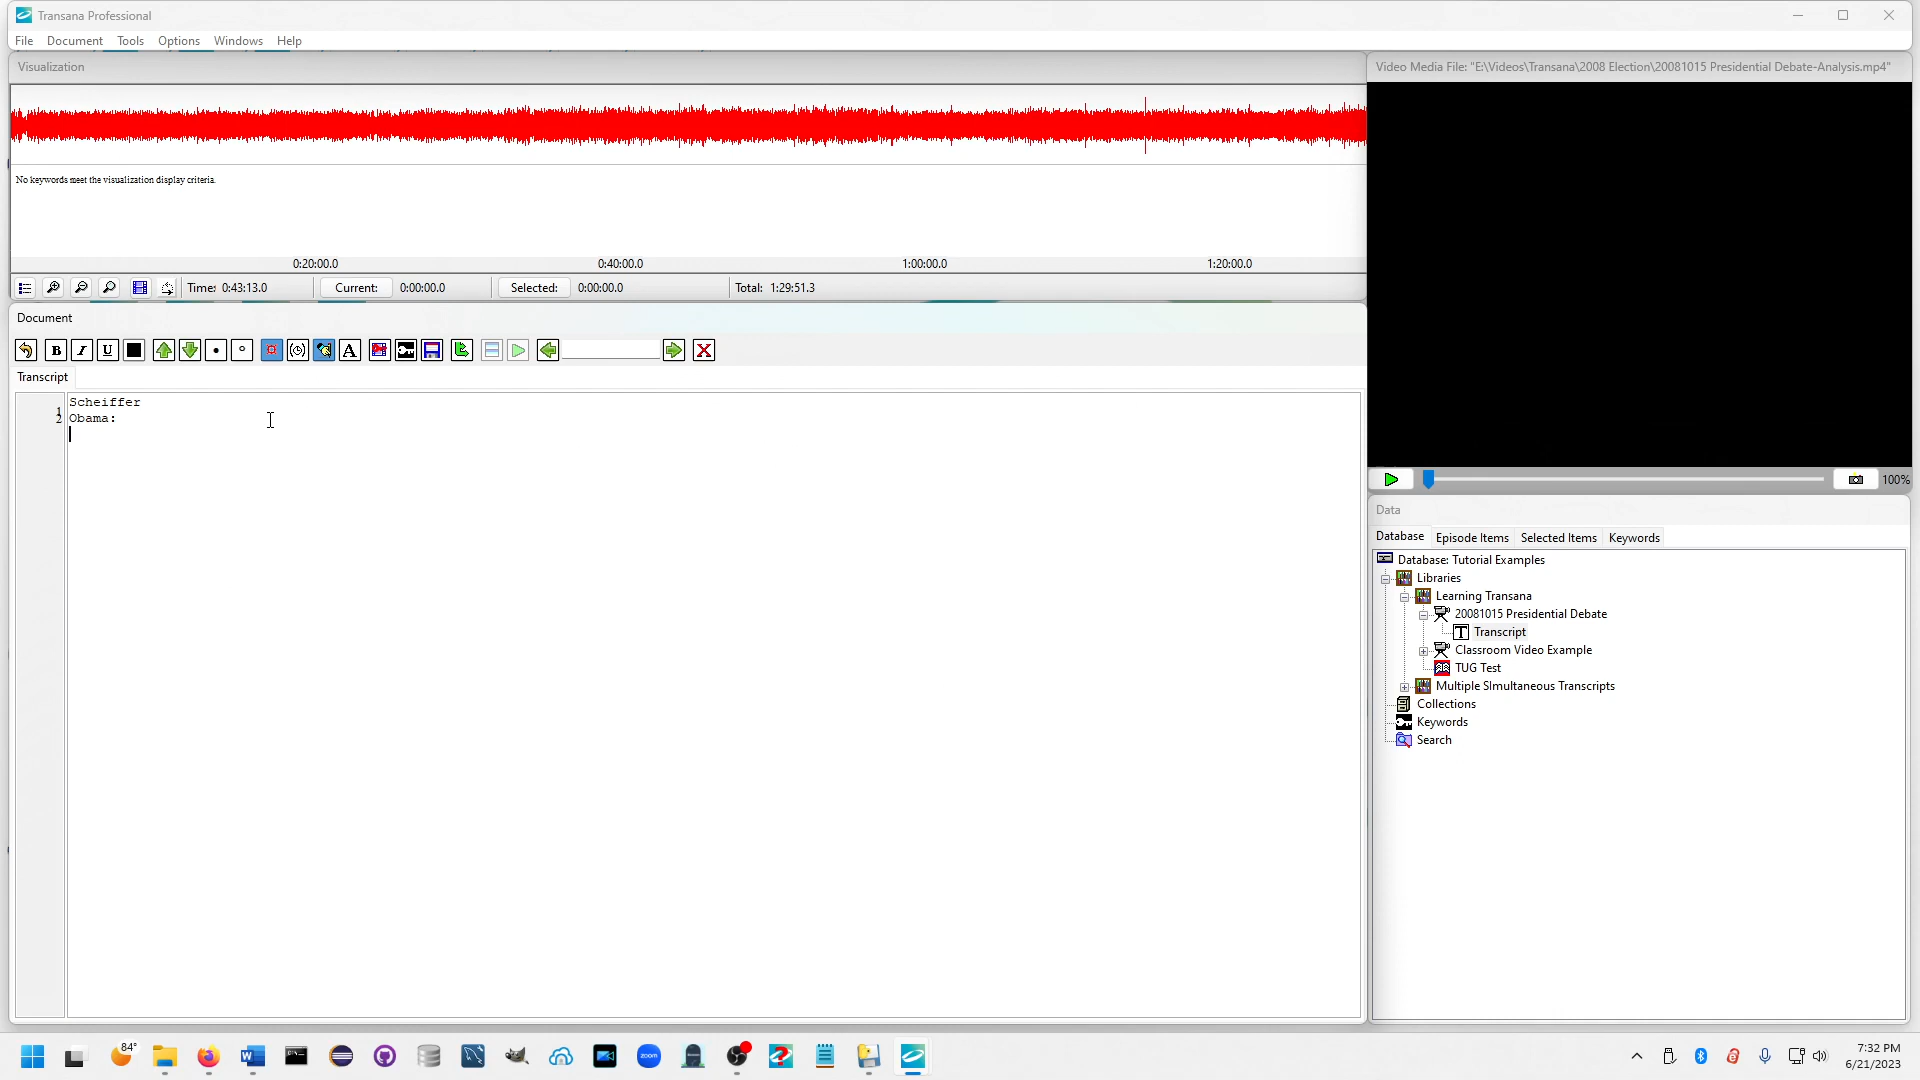 Transana Professional
File Document Tools Options Windows Help
Visualization
Video Media File: "E:\Videos\Transana\2008 Election\20081015 Presidential Debate-Analysis.mp4"
No keywords meet the visualization display criteria.
0:20:00.0 0:40:00.0 1:00:00.0 1:20:00.0
Time: 0:43:13.0 Current: 0:00:00.0 Selected: 0:00:00.0 Total: 1:29:51.3
Document
B I U A
Transcript
1 Scheiffer
2 Obama:
100%
Data
Database Episode Items Selected Items Keywords
Database: Tutorial Examples
Libraries
Learning Transana
20081015 Presidential Debate
T Transcript
Classroom Video Example
TUG Test
Multiple SImultaneous Transcripts
Collections
Keywords
Search
84°
zoom
7:32 PM
6/21/2023